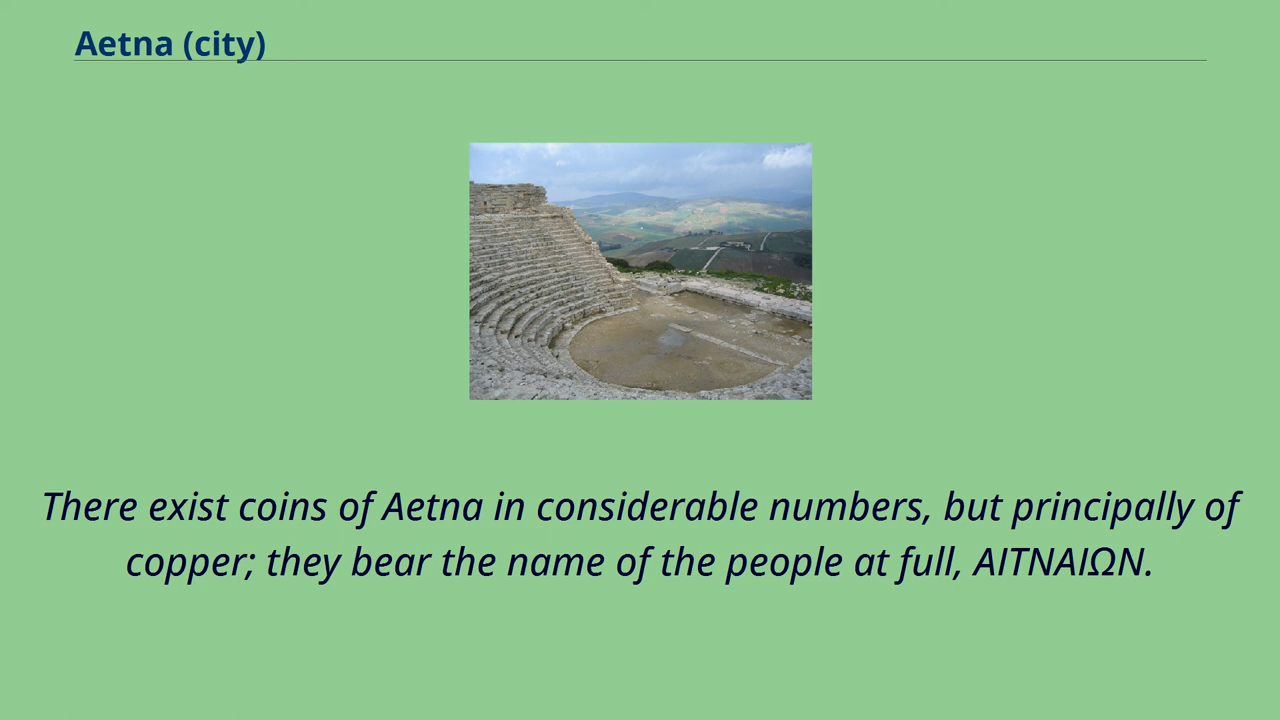 Aetna (city)
There exist coins of Aetna in considerable numbers, but principally of
copper; they bear the name of the people at full, ΑΙΤΝΑΙΩΝ.